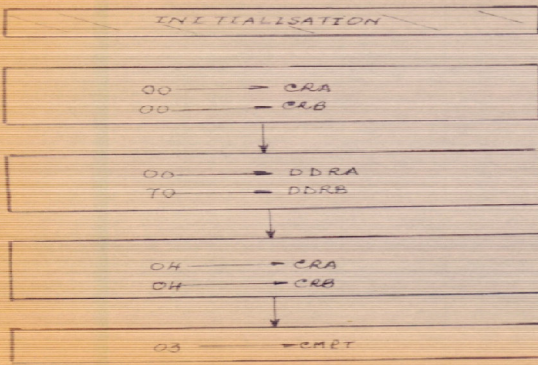 INITIALISATION
00 → CRA
00 → CRB
00 → DDRA
70 → DDRB
04 → CRA
04 → CRB
03 → CMPT